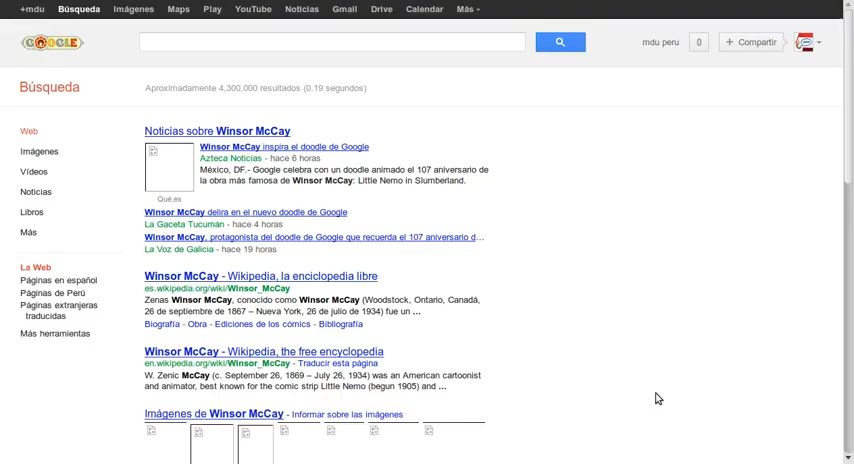 +mdu Búsqueda Imágenes Maps Play YouTube Noticias Gmail Drive Calendar Más
GOOGLE
mdu peru 0 + Compartir
Búsqueda
Aproximadamente 4,300,000 resultados (0.19 segundos)
Web
Imágenes
Vídeos
Noticias
Libros
Más
La Web
Páginas en español
Páginas de Perú
Páginas extranjeras
traducidas
Más herramientas
Noticias sobre Winsor McCay
Winsor McCay inspira el doodle de Google
Azteca Noticias - hace 6 horas
México, DF.- Google celebra con un doodle animado el 107 aniversario de
la obra más famosa de Winsor McCay: Little Nemo in Slumberland.
Qué.es
Winsor McCay delira en el nuevo doodle de Google
La Gaceta Tucumán - hace 4 horas
Winsor McCay, protagonista del doodle de Google que recuerda el 107 aniversario d...
La Voz de Galicia - hace 19 horas
Winsor McCay - Wikipedia, la enciclopedia libre
es.wikipedia.org/wiki/Winsor_McCay
Zenas Winsor McCay, conocido como Winsor McCay (Woodstock, Ontario, Canadá,
26 de septiembre de 1867 – Nueva York, 26 de julio de 1934) fue un ...
Biografía - Obra - Ediciones de los cómics - Bibliografía
Winsor McCay - Wikipedia, the free encyclopedia
en.wikipedia.org/wiki/Winsor_McCay - Traducir esta página
W. Zenic McCay (c. September 26, 1869 – July 26, 1934) was an American cartoonist
and animator, best known for the comic strip Little Nemo (begun 1905) and ...
Imágenes de Winsor McCay - Informar sobre las imágenes